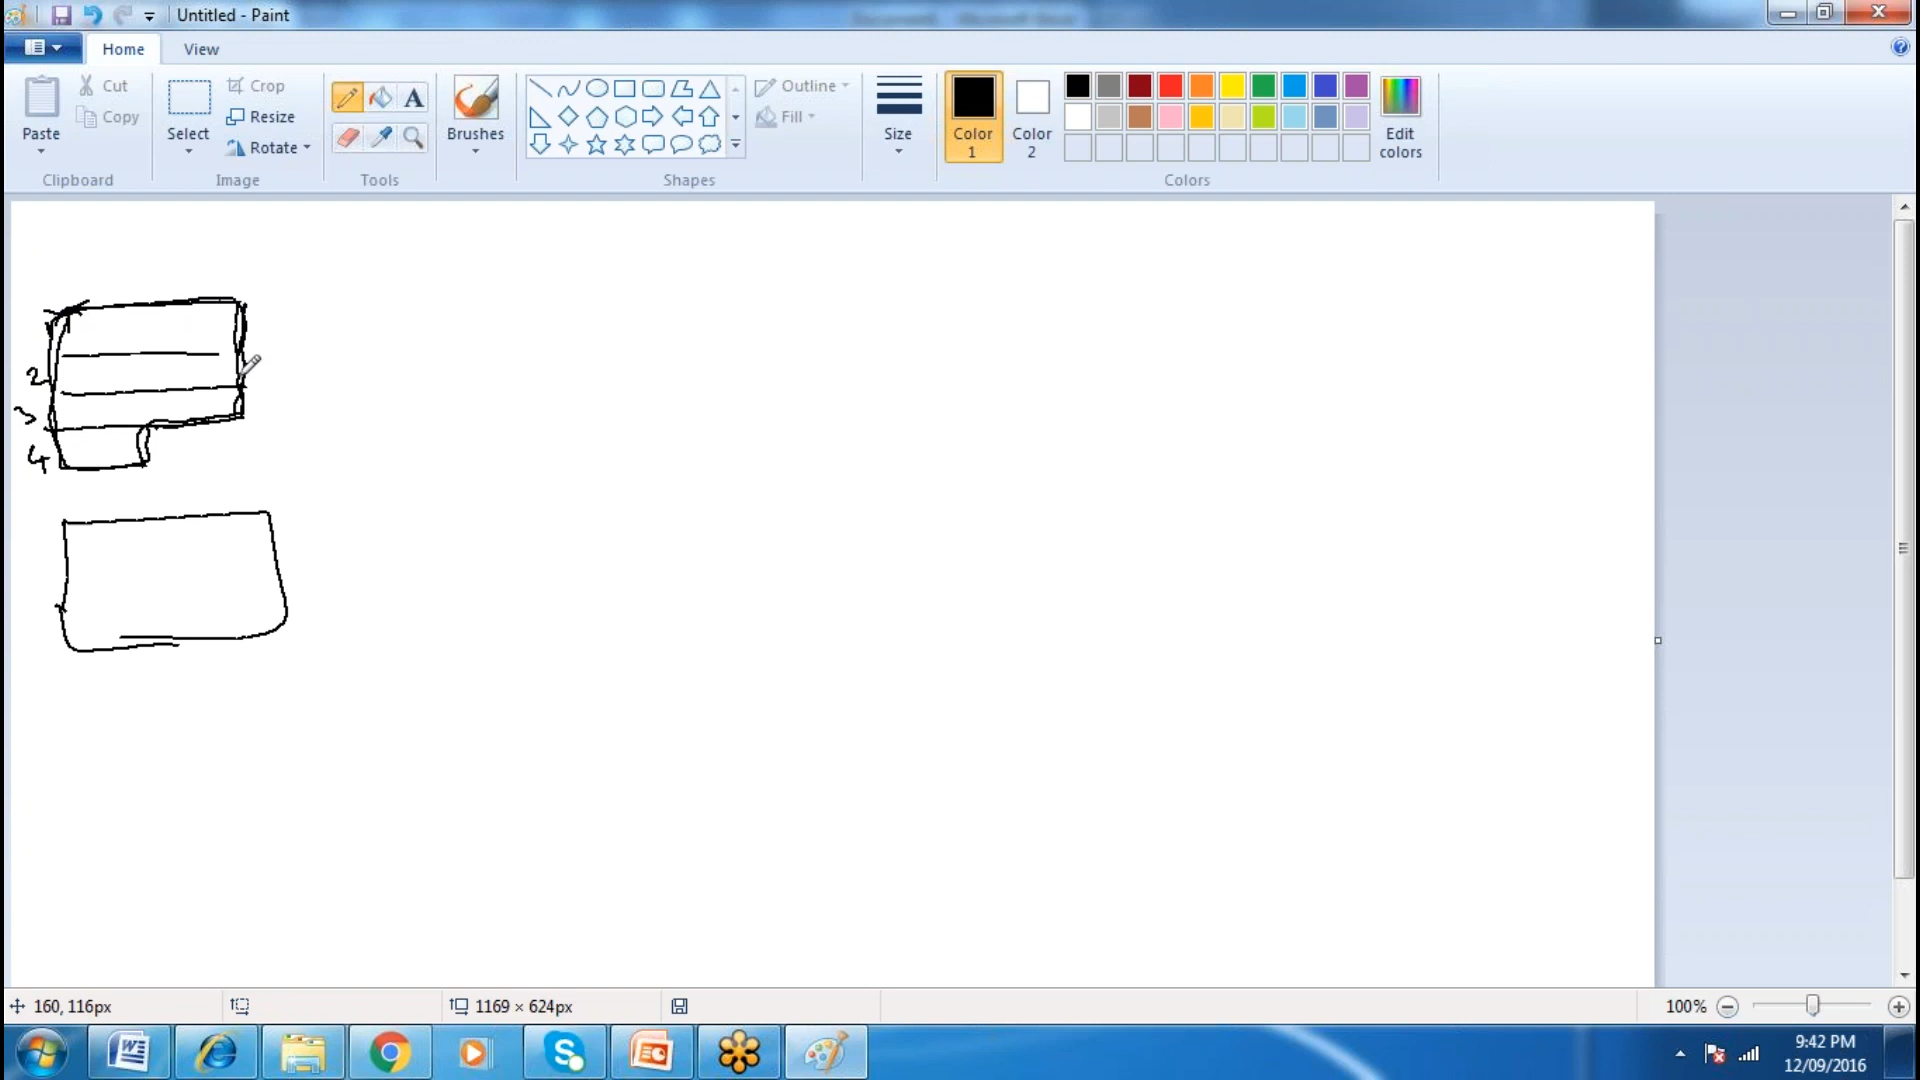 Untitled - Paint
Home View
Paste
Cut
Copy
Clipboard
Select
Crop
Resize
Rotate
Image
A
Tools
Brushes
Shapes
Outline
Fill
Size
Color 1
Color 2
Edit colors
Colors
2
3
4
160, 116px
1169 × 624px
100%
9:42 PM
12/09/2016